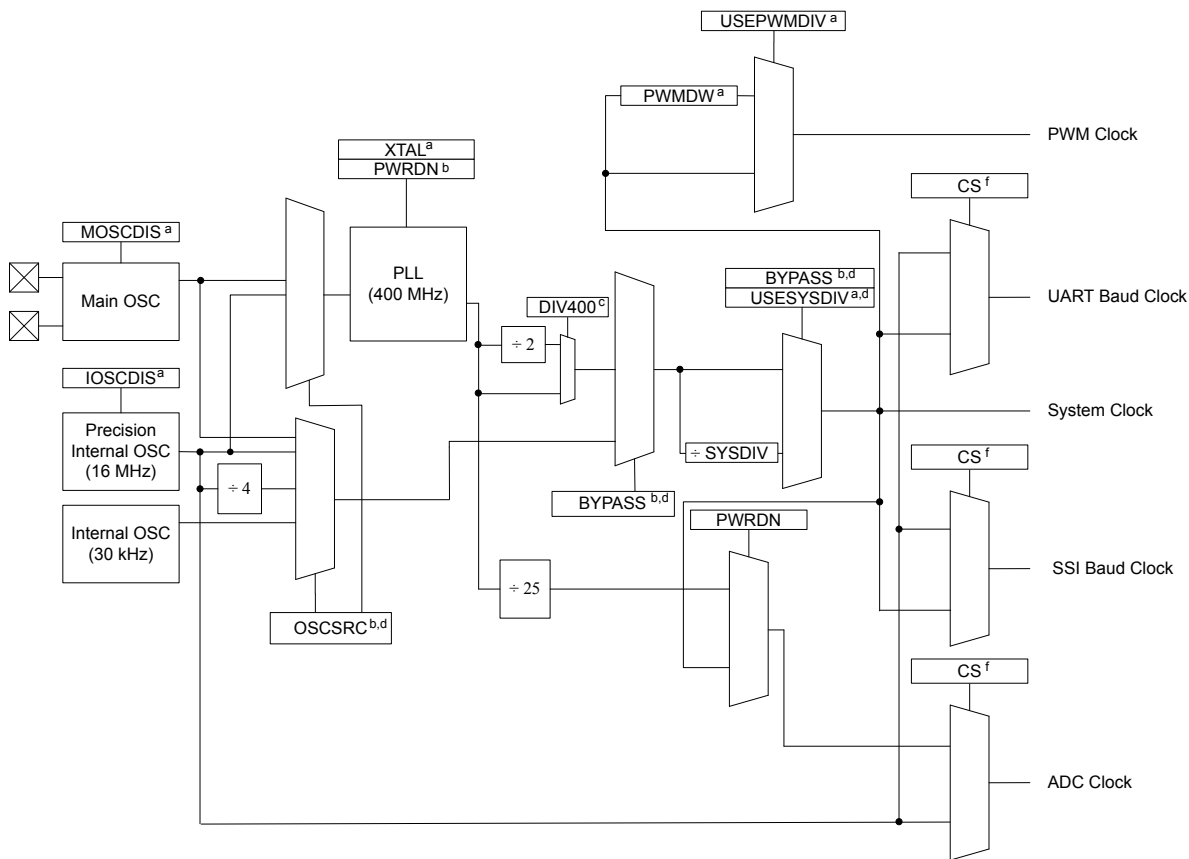 USEPWMDIV a
PWMDW a
PWM Clock
XTAL a
PWRDN b
CS f
MOSCDIS a
Main OSC
PLL
(400 MHz)
BYPASS b,d
USESYSDIV a,d
UART Baud Clock
DIV400 c
÷ 2
IOSCDIS a
Precision
Internal OSC
(16 MHz)
System Clock
÷ SYSDIV
÷ 4
BYPASS b,d
CS f
Internal OSC
(30 kHz)
PWRDN
SSI Baud Clock
÷ 25
OSCSRC b,d
CS f
ADC Clock